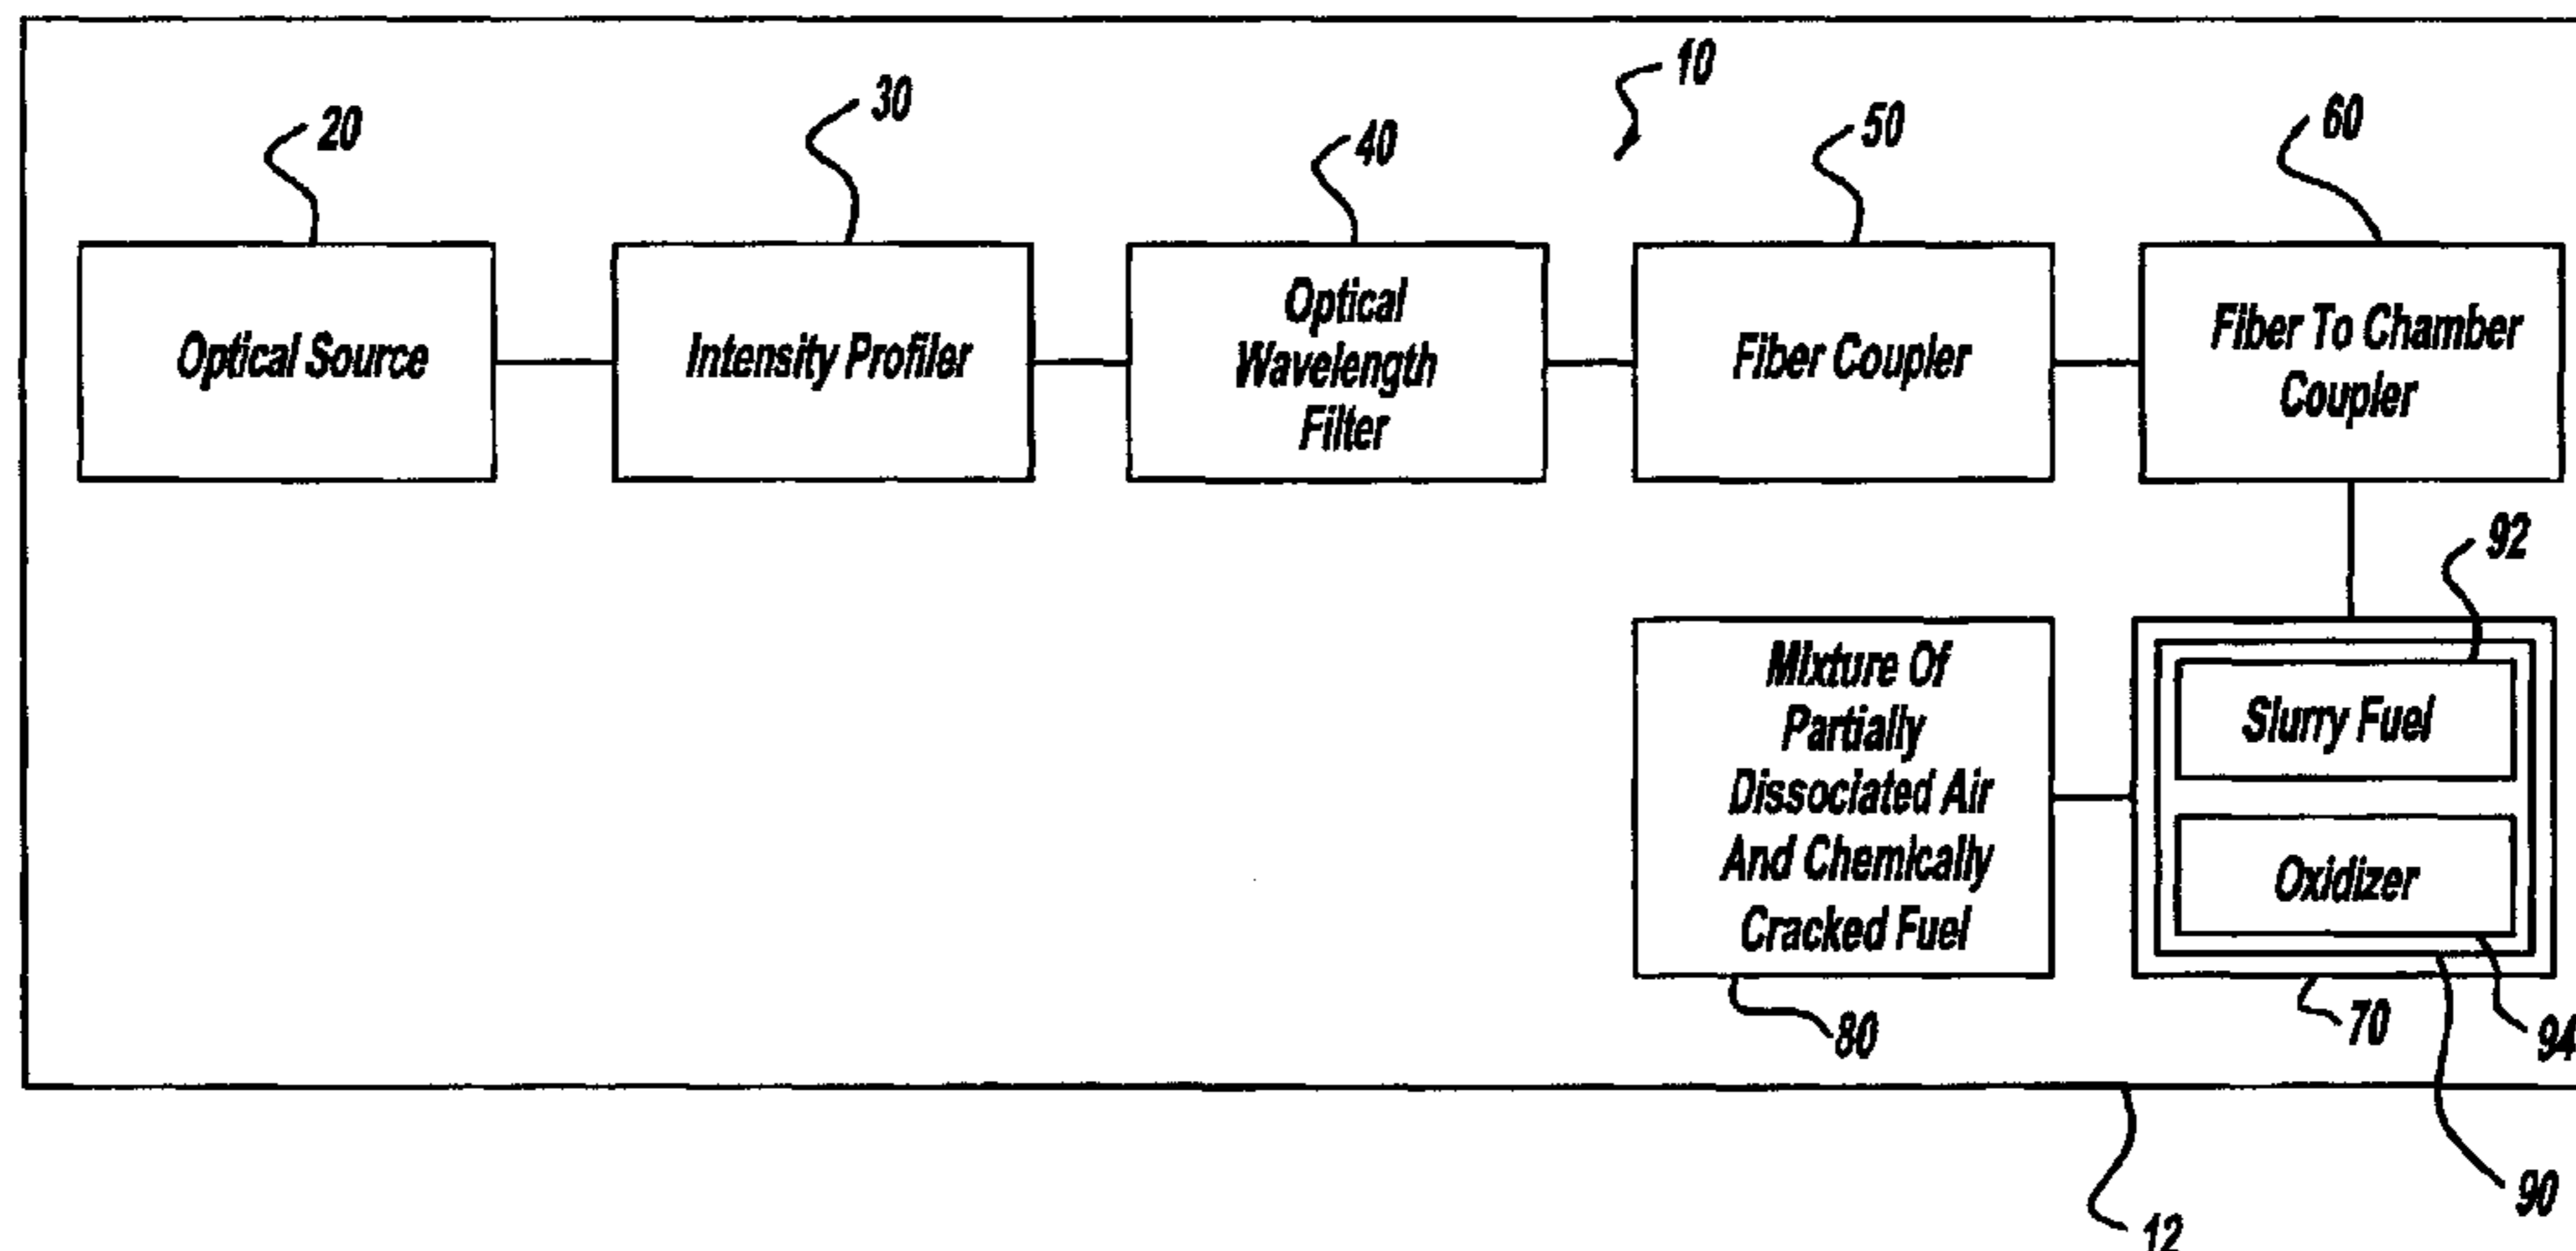 10
20
30
40
50
60
Optical Source
Intensity Profiler
Optical
Wavelength
Filter
Fiber Coupler
Fiber To Chamber
Coupler
92
Mixture Of
Partially
Dissociated Air
And Chemically
Cracked Fuel
Slurry Fuel
Oxidizer
80
70
94
90
12